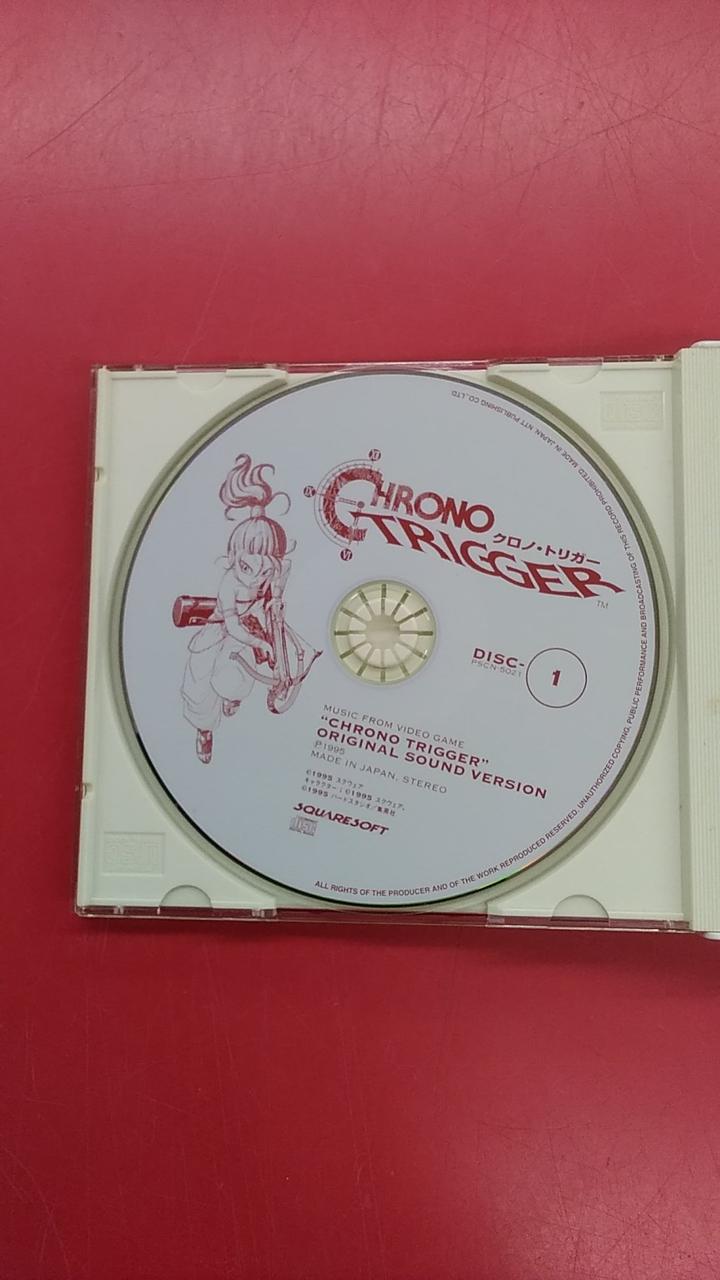 CHRONO
TRIGGER
クロノ・トリガー
TM
DISC-1
PSCN-5021
MUSIC FROM VIDEO GAME
"CHRONO TRIGGER"
ORIGINAL SOUND VERSION
P1995
MADE IN JAPAN, STEREO
©1995 スクウェア
キャラクター：©1995 スクウェア,
©1995 バードスタジオ／集英社
SQUARESOFT
ALL RIGHTS OF THE PRODUCER AND OF THE WORK REPRODUCED RESERVED. UNAUTHORIZED COPYING, PUBLIC PERFORMANCE AND BROADCASTING OF THIS RECORD PROHIBITED. MADE IN JAPAN. NTT PUBLISHING CO., LTD.